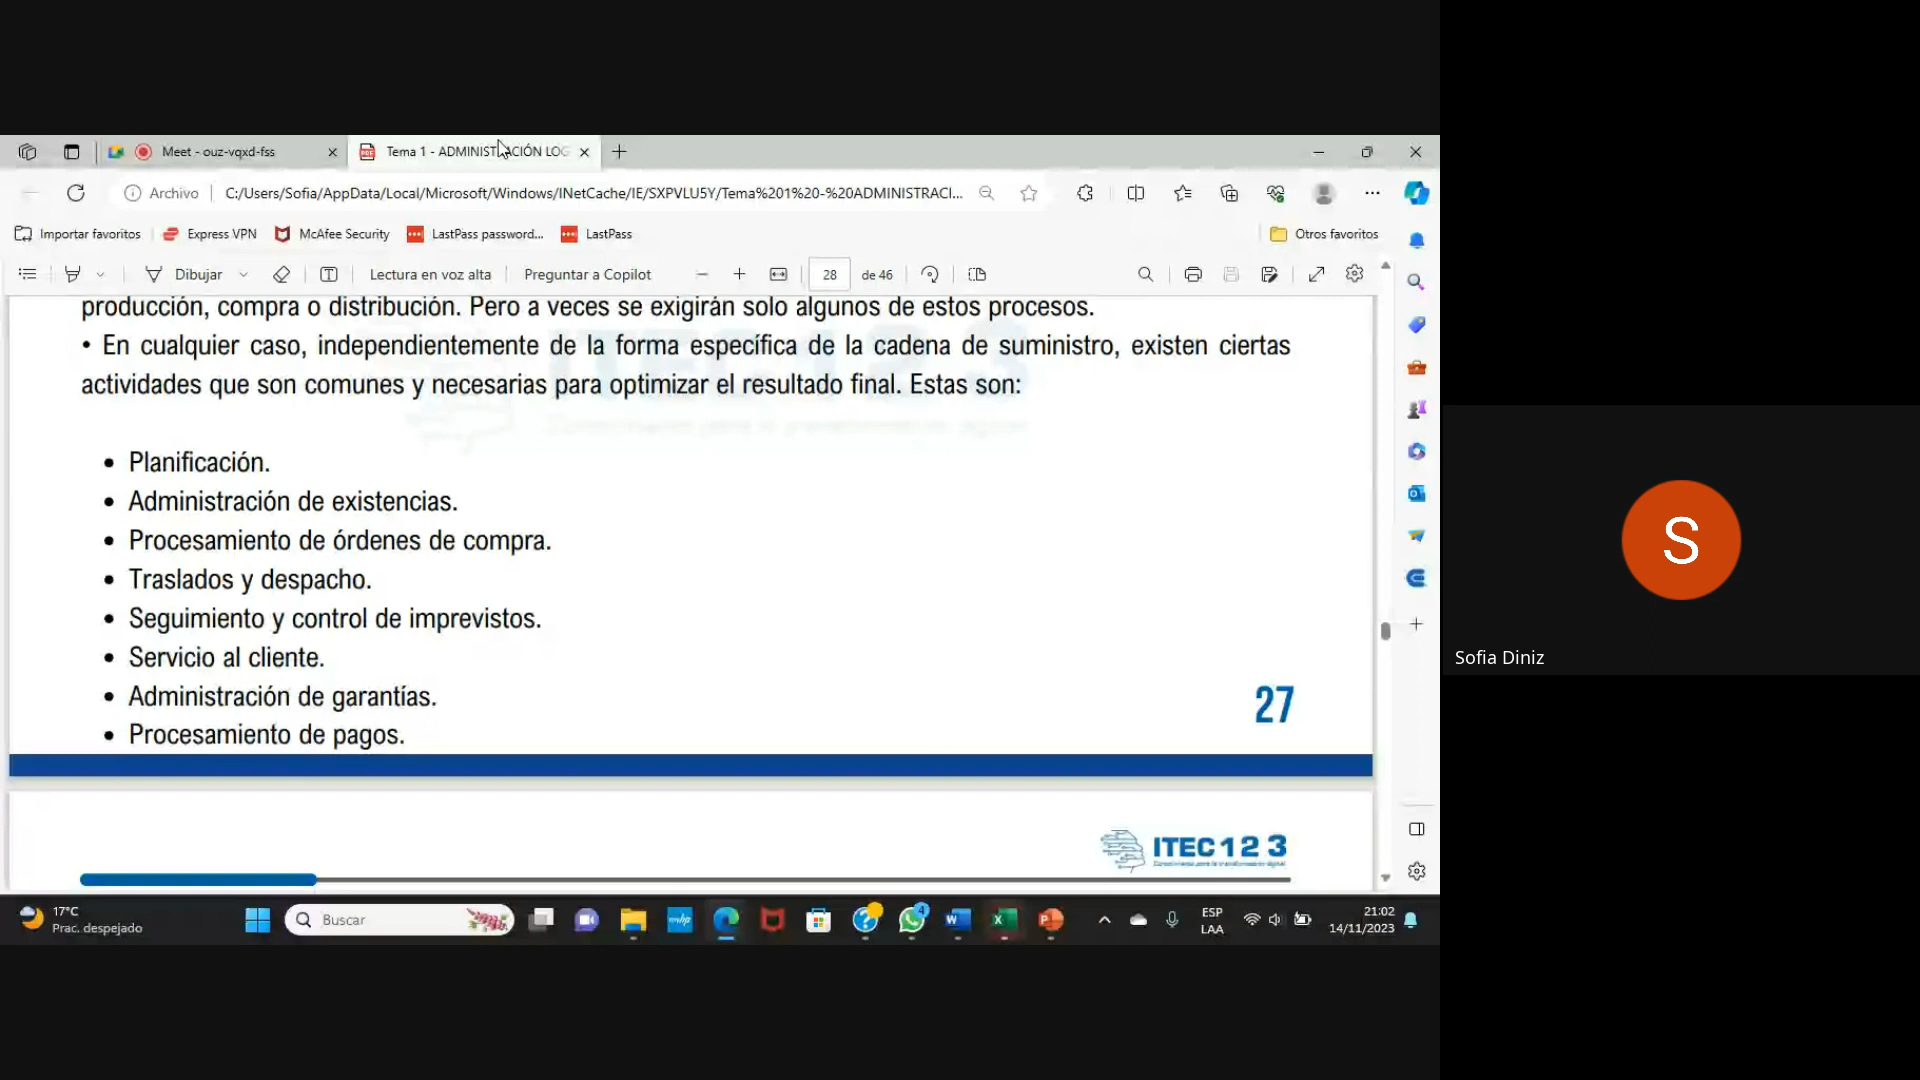 Meet - ouz-vqxd-fss
Tema 1 - ADMINISTRACIÓN LOG
Archivo
C:/Users/Sofia/AppData/Local/Microsoft/Windows/INetCache/IE/SXPVLU5Y/Tema%201%20-%20ADMINISTRACI...
Importar favoritos
Express VPN
McAfee Security
LastPass password...
LastPass
Otros favoritos
Dibujar
Lectura en voz alta
Preguntar a Copilot
28
de 46
producción, compra o distribución. Pero a veces se exigirán solo algunos de estos procesos.
• En cualquier caso, independientemente de la forma específica de la cadena de suministro, existen ciertas
actividades que son comunes y necesarias para optimizar el resultado final. Estas son:
ITEC 1 2 3
• Planificación.
• Administración de existencias.
• Procesamiento de órdenes de compra.
• Traslados y despacho.
• Seguimiento y control de imprevistos.
• Servicio al cliente.
• Administración de garantías.
• Procesamiento de pagos.
27
ITEC 1 2 3
17°C
Prac. despejado
Buscar
ESP
LAA
21:02
14/11/2023
S
Sofia Diniz